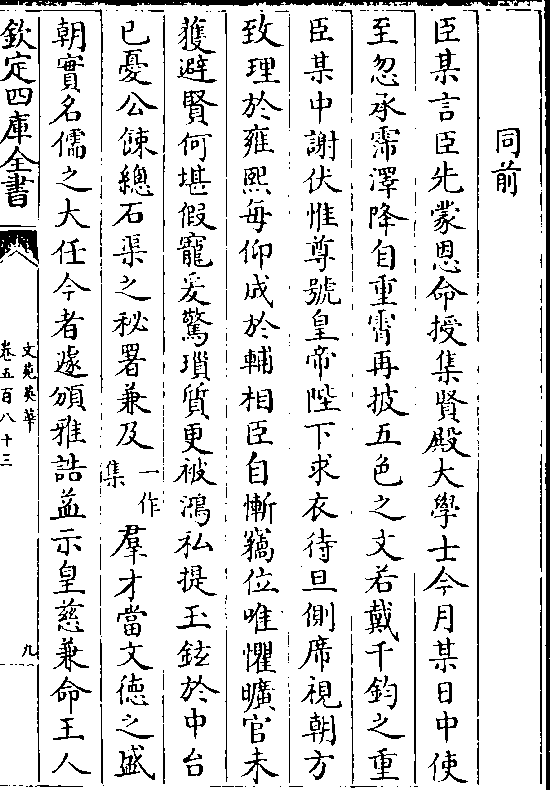 同前
臣某言臣先蒙恩命授集賢殿大學士今月某日中使
至忽承霈澤降自重霄再披五色之文若戴千鈞之重
臣某中謝伏惟尊號皇帝陛下求衣待旦側席視朝方
致理於雍熙每仰成於輔相臣自慚竊位唯懼曠官未
獲避賢何堪假寵爰驚瑣質更被鴻私提玉鉉於中台
已憂公餗總石渠之秘署兼及一作集羣才當文德之盛
朝實名儒之大任今者遽頒雅誥益示皇慈兼命王人
欽定四庫全書
文苑英華
卷五百八十三
九